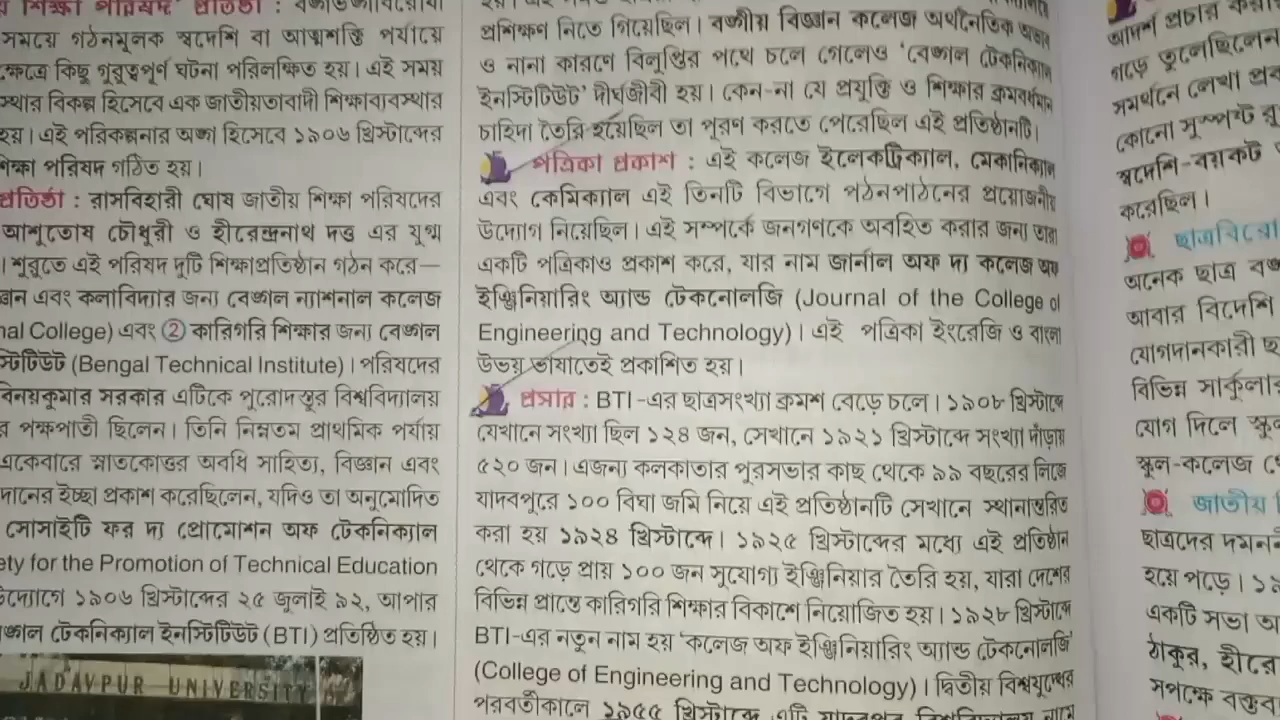 শিক্ষা পরিষদ' প্রতিষ্ঠা :
সময়ে গঠনমূলক স্বদেশি বা আত্মশক্তি পর্যায়ে
ক্ষেত্রে কিছু গুরুত্বপূর্ণ ঘটনা পরিলক্ষিত হয়। এই সময়
স্থার বিকল্প হিসেবে এক জাতীয়তাবাদী শিক্ষাব্যবস্থার
হয়। এই পরিকল্পনার অঙ্গ হিসেবে ১৯০৬ খ্রিস্টাব্দের
শিক্ষা পরিষদ গঠিত হয়।
প্রতিষ্ঠা : রাসবিহারী ঘোষ জাতীয় শিক্ষা পরিষদের
আশুতোষ চৌধুরী ও হীরেন্দ্রনাথ দত্ত এর যুগ্ম
। শুরুতে এই পরিষদ দুটি শিক্ষাপ্রতিষ্ঠান গঠন করে—
এবং কলাবিদ্যার জন্য বেঙ্গল ন্যাশনাল কলেজ
nal College) এবং ② কারিগরি শিক্ষার জন্য বেঙ্গল
স্টিটিউট (Bengal Technical Institute)। পরিষদের
বিনয়কুমার সরকার এটিকে পুরোদস্তুর বিশ্ববিদ্যালয়
র পক্ষপাতী ছিলেন। তিনি নিম্নতম প্রাথমিক পর্যায়
একেবারে স্নাতকোত্তর অবধি সাহিত্য, বিজ্ঞান এবং
দানের ইচ্ছা প্রকাশ করেছিলেন, যদিও তা অনুমোদিত
সোসাইটি ফর দ্য প্রোমোশন অফ টেকনিক্যাল
ety for the Promotion of Technical Education
উদ্যোগে ১৯০৬ খ্রিস্টাব্দের ২৫ জুলাই ৯২, আপার
বেঙ্গল টেকনিক্যাল ইনস্টিটিউট (BTI) প্রতিষ্ঠিত হয়।
JADAVPUR UNIVERSITY
প্রশিক্ষণ নিতে গিয়েছিল। বঙ্গীয় বিজ্ঞান কলেজ অর্থনৈতিক অভাব
ও নানা কারণে বিলুপ্তির পথে চলে গেলেও 'বেঙ্গল টেকনিক্যাল
ইনস্টিটিউট' দীর্ঘজীবী হয়। কেন-না যে প্রযুক্তি ও শিক্ষার ক্রমবর্ধমান
চাহিদা তৈরি হয়েছিল তা পূরণ করতে পেরেছিল এই প্রতিষ্ঠানটি।
পত্রিকা প্রকাশ : এই কলেজ ইলেকট্রিক্যাল, মেকানিক্যাল
এবং কেমিক্যাল এই তিনটি বিভাগে পঠনপাঠনের প্রয়োজনীয়
উদ্যোগ নিয়েছিল। এই সম্পর্কে জনগণকে অবহিত করার জন্য তারা
একটি পত্রিকাও প্রকাশ করে, যার নাম জার্নাল অফ দ্য কলেজ অফ
ইঞ্জিনিয়ারিং অ্যান্ড টেকনোলজি (Journal of the College of
Engineering and Technology)। এই পত্রিকা ইংরেজি ও বাংলা
উভয় ভাষাতেই প্রকাশিত হয়।
প্রসার : BTI-এর ছাত্রসংখ্যা ক্রমশ বেড়ে চলে। ১৯০৮ খ্রিস্টাব্দে
যেখানে সংখ্যা ছিল ১২৪ জন, সেখানে ১৯২১ খ্রিস্টাব্দে সংখ্যা দাঁড়ায়
৫২০ জন। এজন্য কলকাতার পুরসভার কাছ থেকে ৯৯ বছরের লিজে
যাদবপুরে ১০০ বিঘা জমি নিয়ে এই প্রতিষ্ঠানটি সেখানে স্থানান্তরিত
করা হয় ১৯২৪ খ্রিস্টাব্দে। ১৯২৫ খ্রিস্টাব্দের মধ্যে এই প্রতিষ্ঠান
থেকে গড়ে প্রায় ১০০ জন সুযোগ্য ইঞ্জিনিয়ার তৈরি হয়, যারা দেশের
বিভিন্ন প্রান্তে কারিগরি শিক্ষার বিকাশে নিয়োজিত হয়। ১৯২৮ খ্রিস্টাব্দে
BTI-এর নতুন নাম হয় 'কলেজ অফ ইঞ্জিনিয়ারিং অ্যান্ড টেকনোলজি'
(College of Engineering and Technology)। দ্বিতীয় বিশ্বযুদ্ধের
পরবর্তীকালে ১৯৫৫ খ্রিস্টাব্দে এটি যাদবপুর বিশ্ববিদ্যালয় নামে
আদর্শ প্রচার
গড়ে তুলেছিলেন
সমর্থনে লেখা
কোনো সুস্পষ্ট
স্বদেশি-বয়কট
করেছিল।
ছাত্রবিরো
অনেক ছাত্র
আবার বিদেশি
যোগদানকারী
বিভিন্ন সার্কুলার
যোগ দিলে
স্কুল-কলেজ
জাতীয়
ছাত্রদের
হয়ে পড়ে।
একটি সভা
ঠাকুর,
সপক্ষে